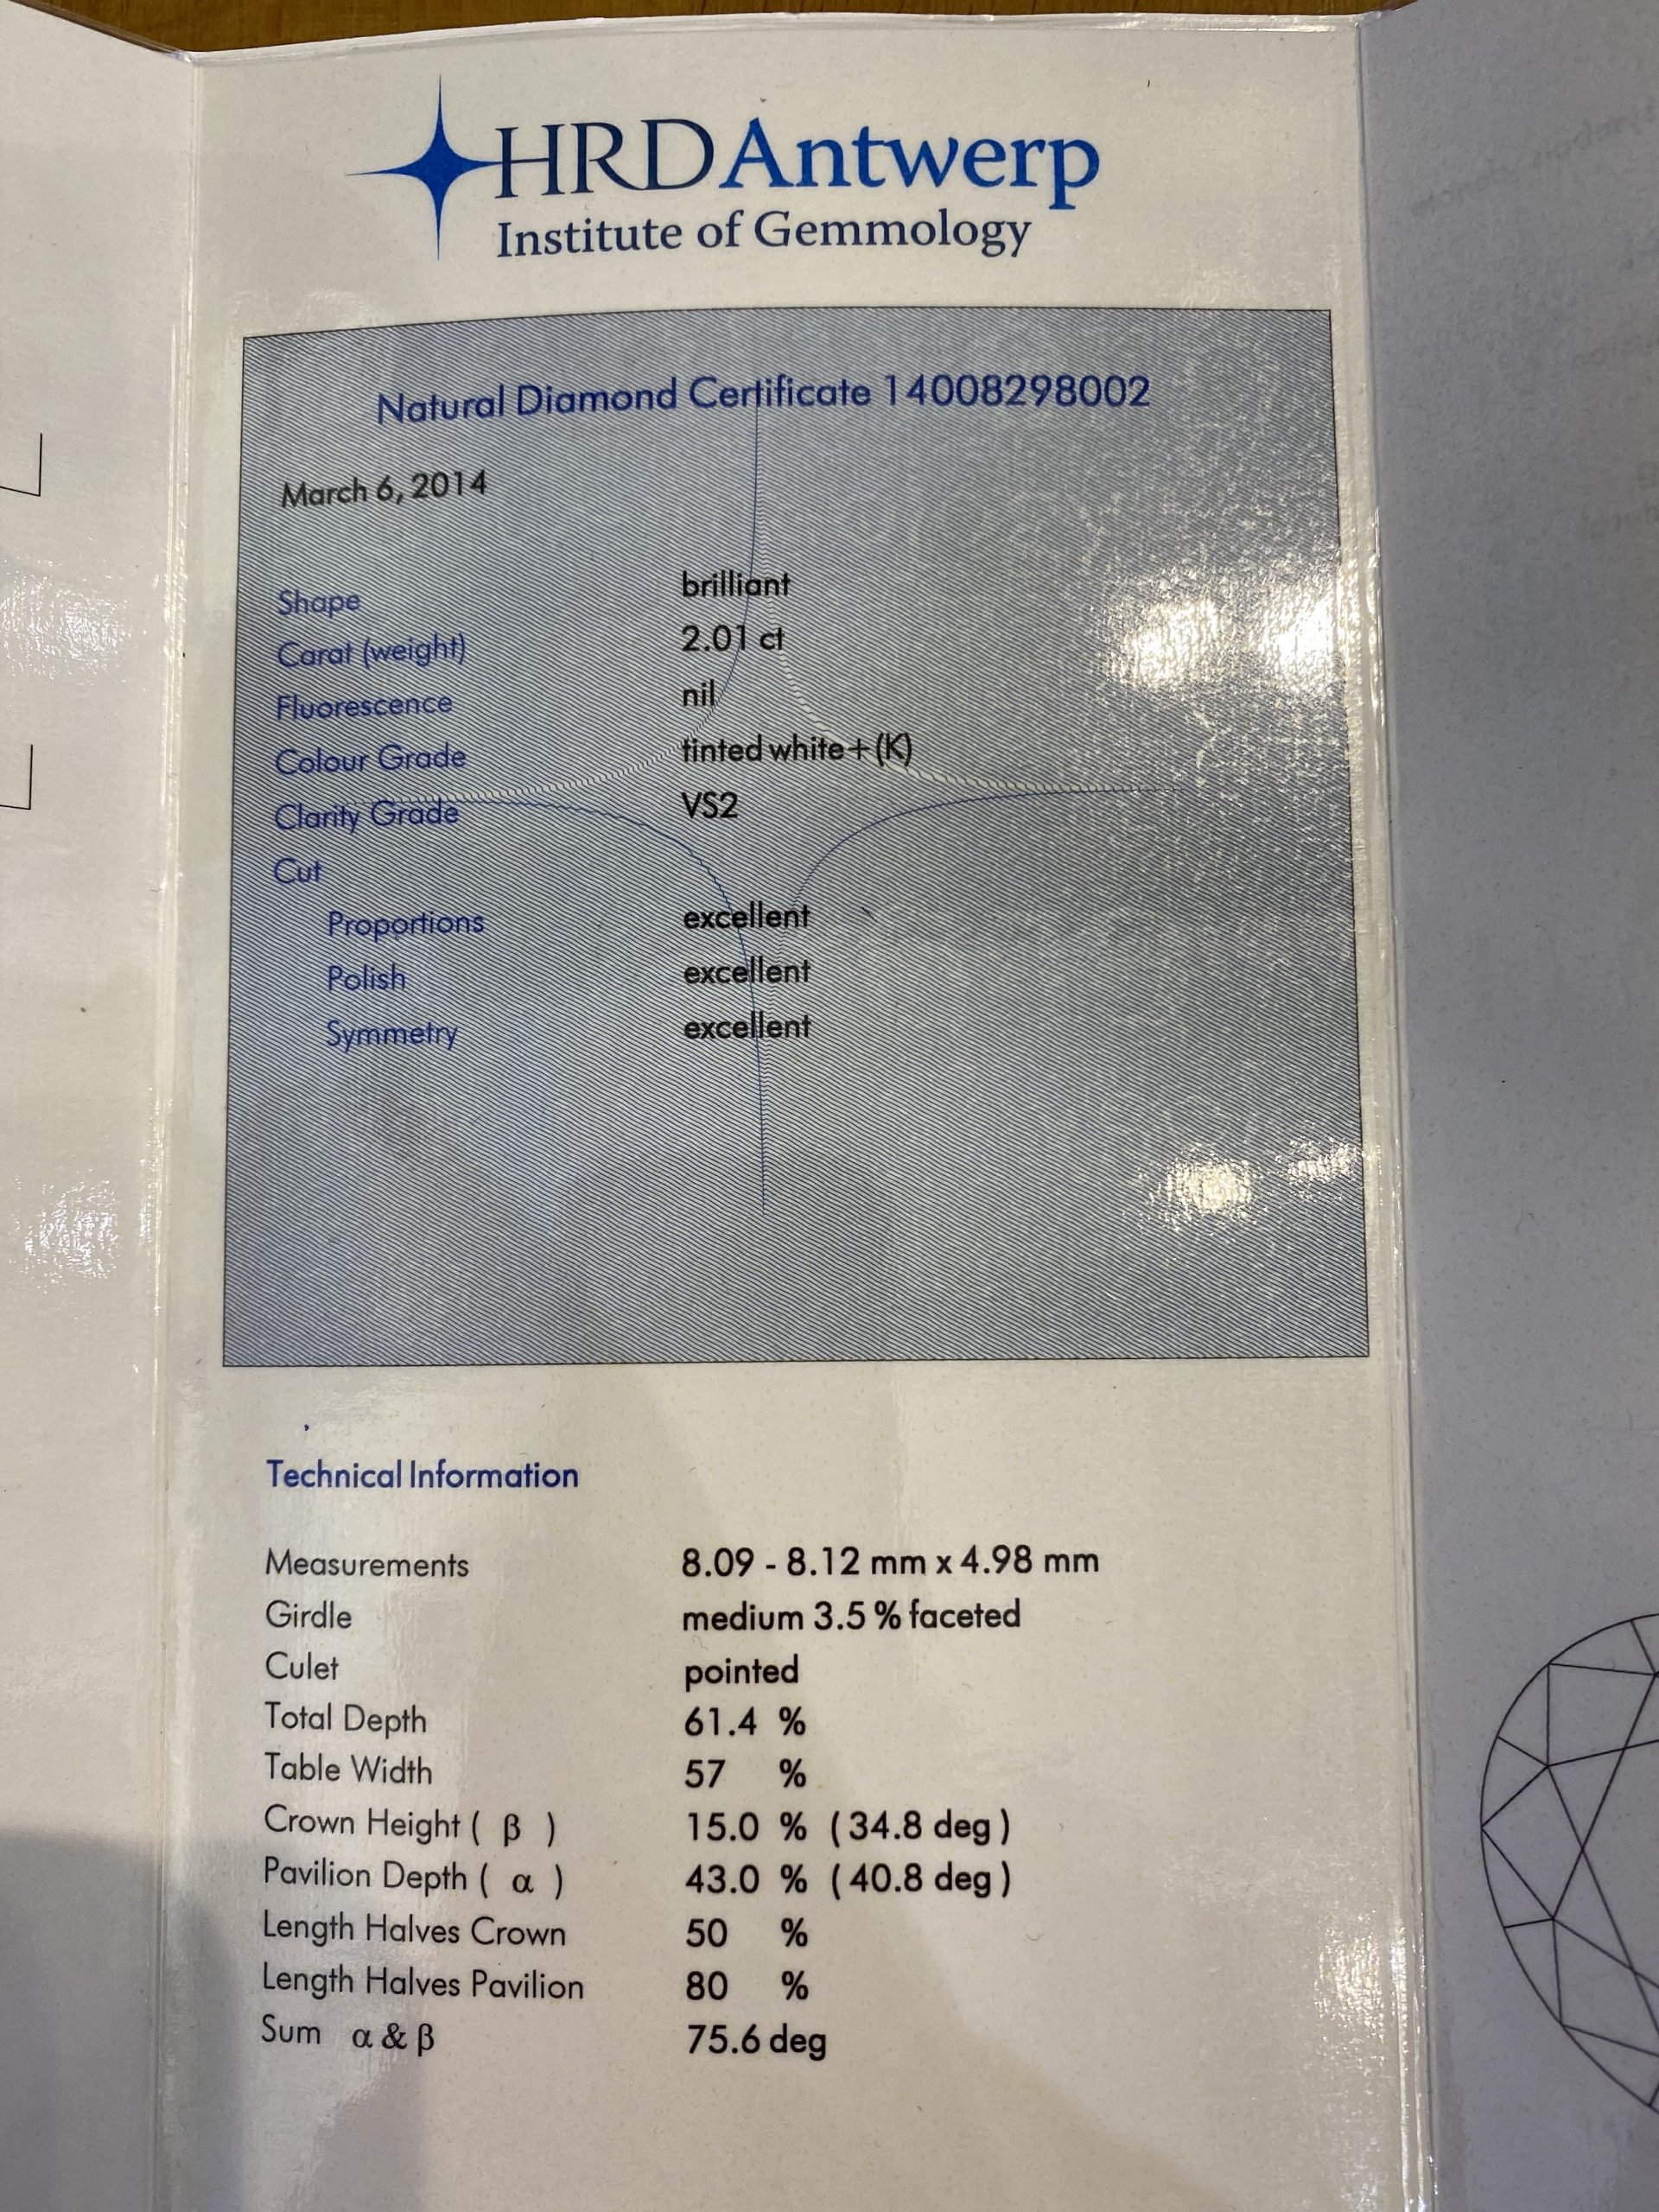 HRD Antwerp
Institute of Gemmology
Natural Diamond Certificate 14008298002
March 6, 2014
Shape brilliant
Carat (weight) 2.01 ct
Fluorescence nil
Colour Grade tinted white+(K)
Clarity Grade VS2
Cut
Proportions excellent
Polish excellent
Symmetry excellent
Technical Information
Measurements 8.09 - 8.12 mm x 4.98 mm
Girdle medium 3.5 % faceted
Culet pointed
Total Depth 61.4 %
Table Width 57 %
Crown Height ( β ) 15.0 % ( 34.8 deg )
Pavilion Depth ( α ) 43.0 % ( 40.8 deg )
Length Halves Crown 50 %
Length Halves Pavilion 80 %
Sum α & β 75.6 deg